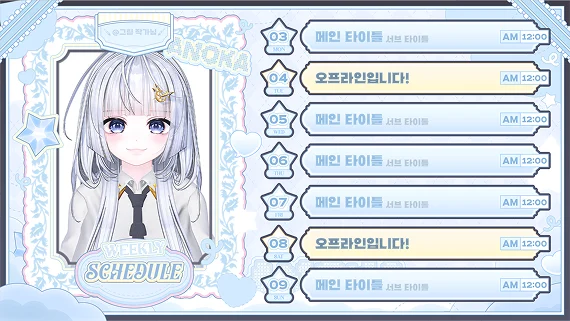 @그림 작가님
ANOKA
WEEKLY
SCHEDULE
03
메인 타이틀 서브 타이틀
AM 12:00
04
오프라인입니다!
AM 12:00
05
메인 타이틀 서브 타이틀
AM 12:00
06
메인 타이틀 서브 타이틀
AM 12:00
07
메인 타이틀 서브 타이틀
AM 12:00
08
오프라인입니다!
AM 12:00
09
메인 타이틀 서브 타이틀
AM 12:00